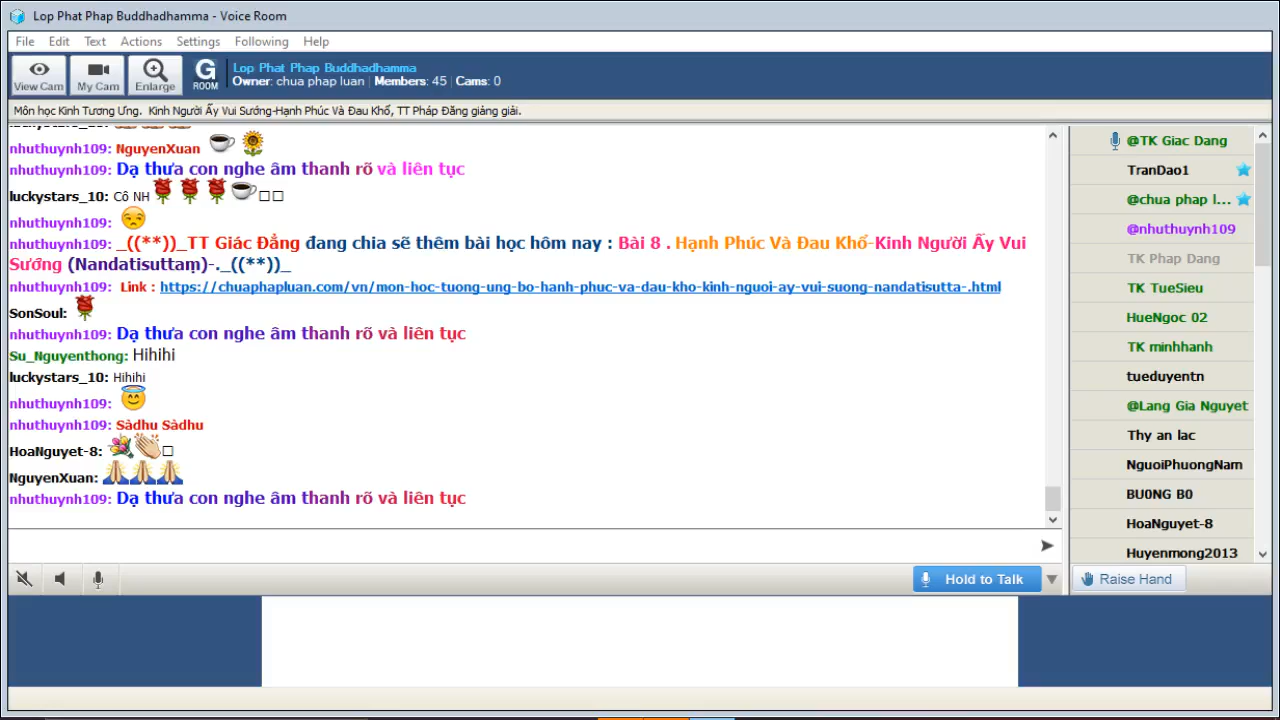 Lop Phat Phap Buddhadhamma - Voice Room
File Edit Text Actions Settings Following Help
View Cam My Cam Enlarge G ROOM
Lop Phat Phap Buddhadhamma
Owner: chua phap luan | Members: 45 | Cams: 0
Môn học Kinh Tương Ưng. Kinh Người Ấy Vui Sướng-Hạnh Phúc Và Đau Khổ, TT Pháp Đăng giảng giải.
nhuthuynh109: NguyenXuan
nhuthuynh109: Dạ thưa con nghe âm thanh rõ và liên tục
luckystars_10: Cô NH
nhuthuynh109:
nhuthuynh109: _((**))_TT Giác Đẳng đang chia sẽ thêm bài học hôm nay : Bài 8 . Hạnh Phúc Và Đau Khổ-Kinh Người Ấy Vui
Sướng (Nandatisuttaṃ)-._((**))_
nhuthuynh109: Link : https://chuaphapluan.com/vn/mon-hoc-tuong-ung-bo-hanh-phuc-va-dau-kho-kinh-nguoi-ay-vui-suong-nandatisutta-.html
SonSoul:
nhuthuynh109: Dạ thưa con nghe âm thanh rõ và liên tục
Su_Nguyenthong: Hihihi
luckystars_10: Hihihi
nhuthuynh109:
nhuthuynh109: Sàdhu Sàdhu
HoaNguyet-8:
NguyenXuan:
nhuthuynh109: Dạ thưa con nghe âm thanh rõ và liên tục
@TK Giac Dang
TranDao1
@chua phap l...
@nhuthuynh109
TK Phap Dang
TK TueSieu
HueNgoc 02
TK minhhanh
tueduyentn
@Lang Gia Nguyet
Thy an lac
NguoiPhuongNam
BU0NG B0
HoaNguyet-8
Huyenmong2013
Hold to Talk
Raise Hand